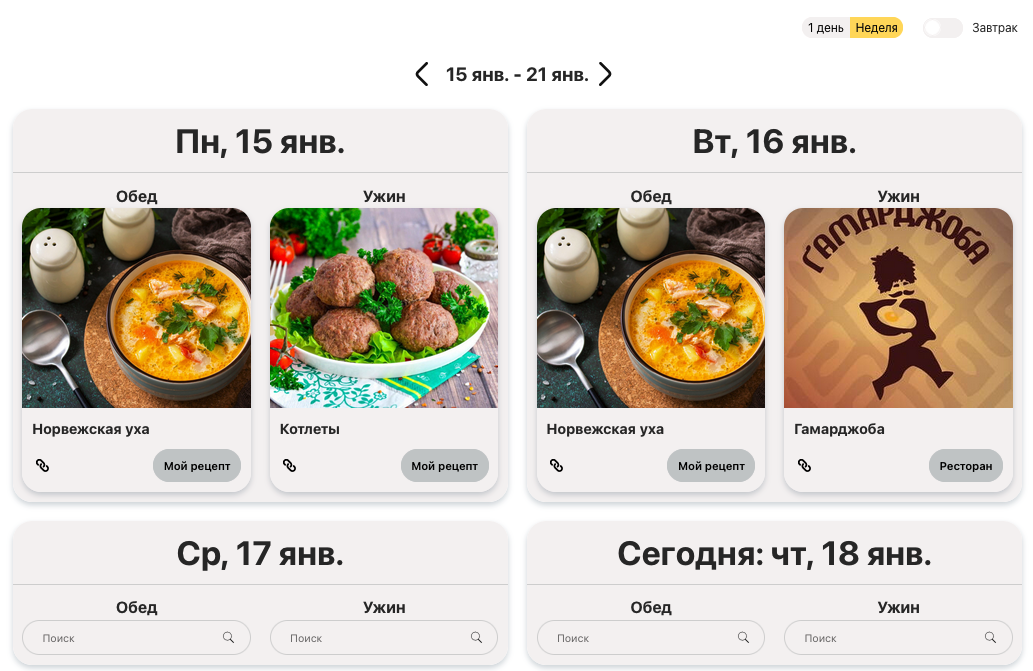 1 день Неделя Завтрак
15 янв. - 21 янв.
Пн, 15 янв.
Обед Ужин
Норвежская уха Котлеты
Мой рецепт Мой рецепт
Вт, 16 янв.
Обед Ужин
ГАМАРДЖОБА
Норвежская уха Гамарджоба
Мой рецепт Ресторан
Ср, 17 янв.
Обед Ужин
Поиск Поиск
Сегодня: чт, 18 янв.
Обед Ужин
Поиск Поиск